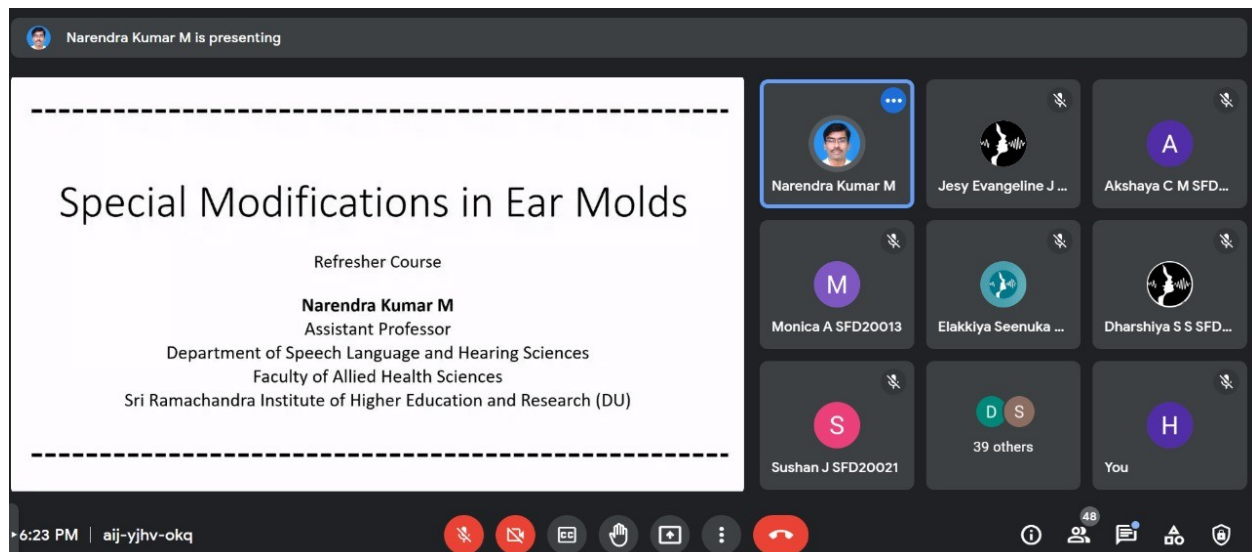 Narendra Kumar M is presenting
Special Modifications in Ear Molds
Refresher Course
Narendra Kumar M
Assistant Professor
Department of Speech Language and Hearing Sciences
Faculty of Allied Health Sciences
Sri Ramachandra Institute of Higher Education and Research (DU)
Narendra Kumar M
Jesy Evangeline J ...
A
Akshaya C M SFD...
M
Monica A SFD20013
Elakkiya Seenuka ...
Dharshiya S S SFD...
S
Sushan J SFD20021
D S
39 others
H
You
6:23 PM | aij-yjhv-okq
CC
48